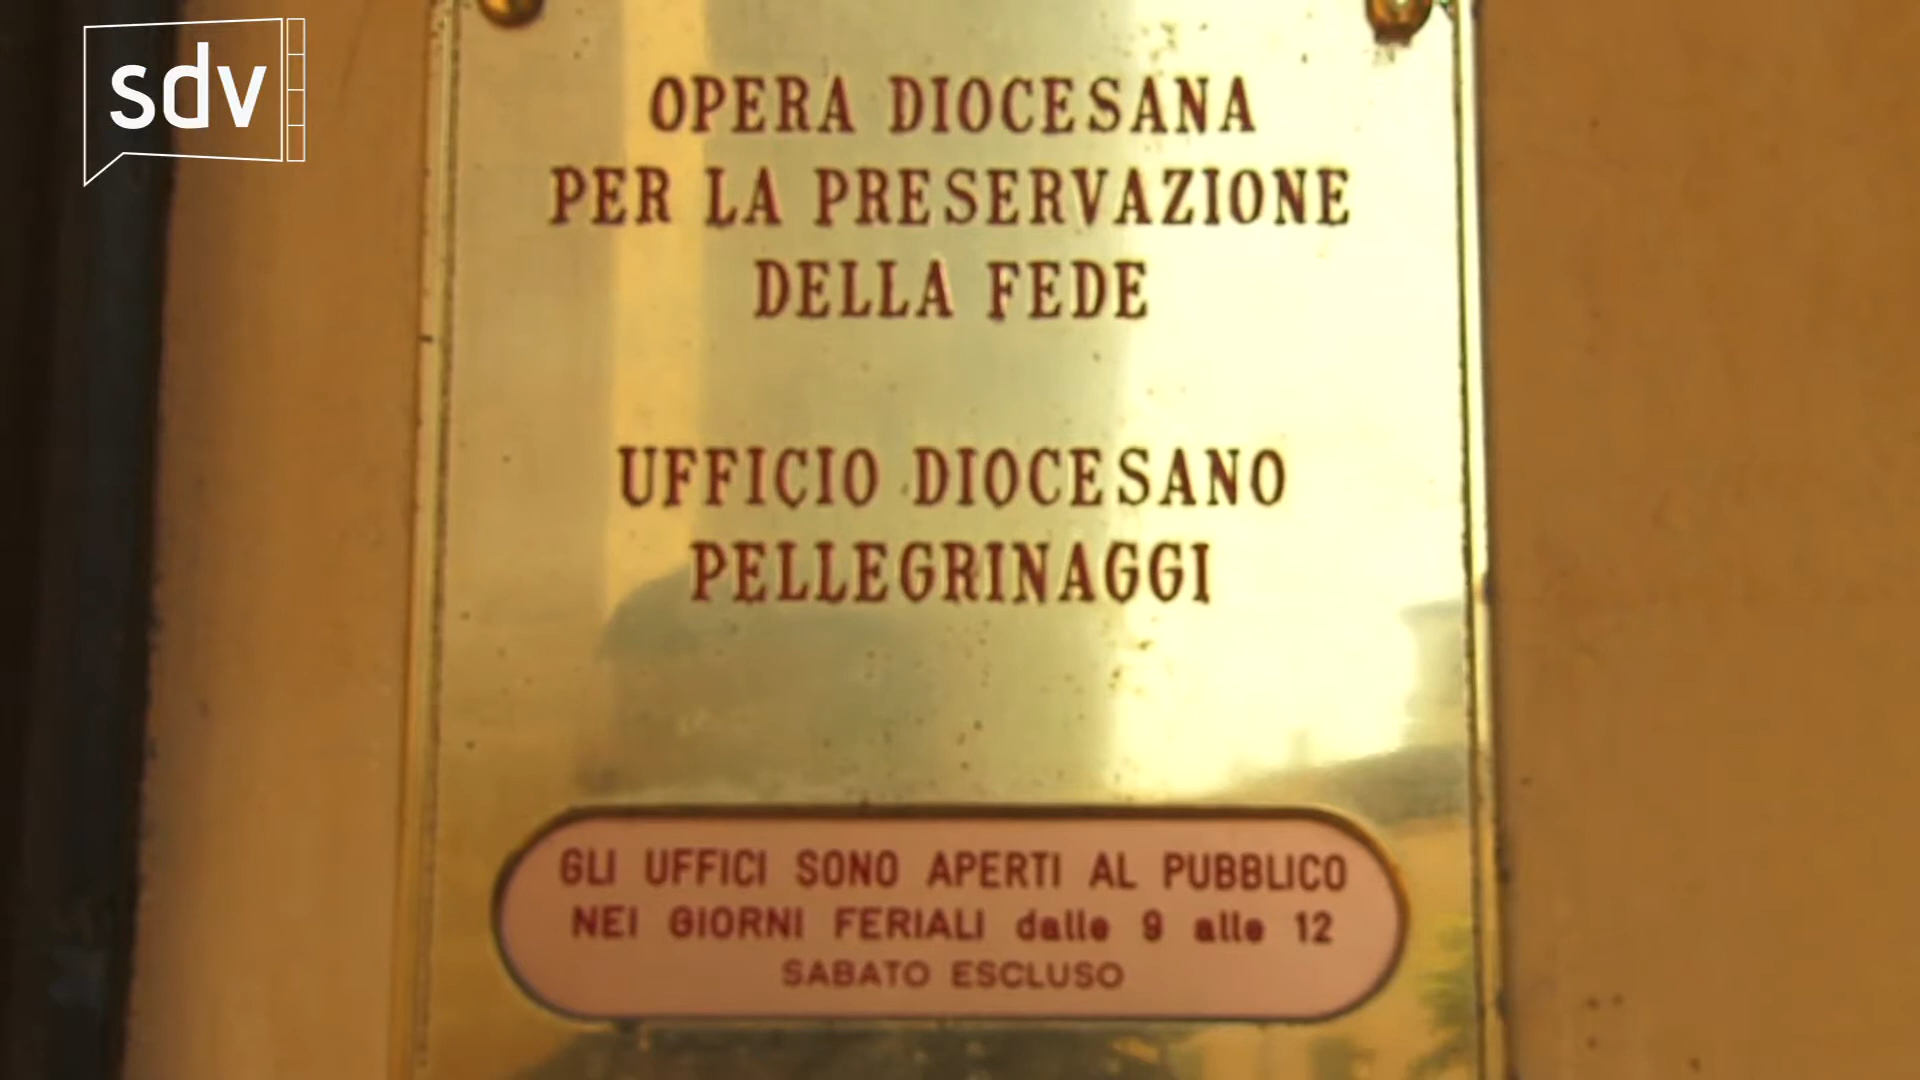 sdv
OPERA DIOCESANA
PER LA PRESERVAZIONE
DELLA FEDE
UFFICIO DIOCESANO
PELLEGRINAGGI
GLI UFFICI SONO APERTI AL PUBBLICO
NEI GIORNI FERIALI dalle 9 alle 12
SABATO ESCLUSO